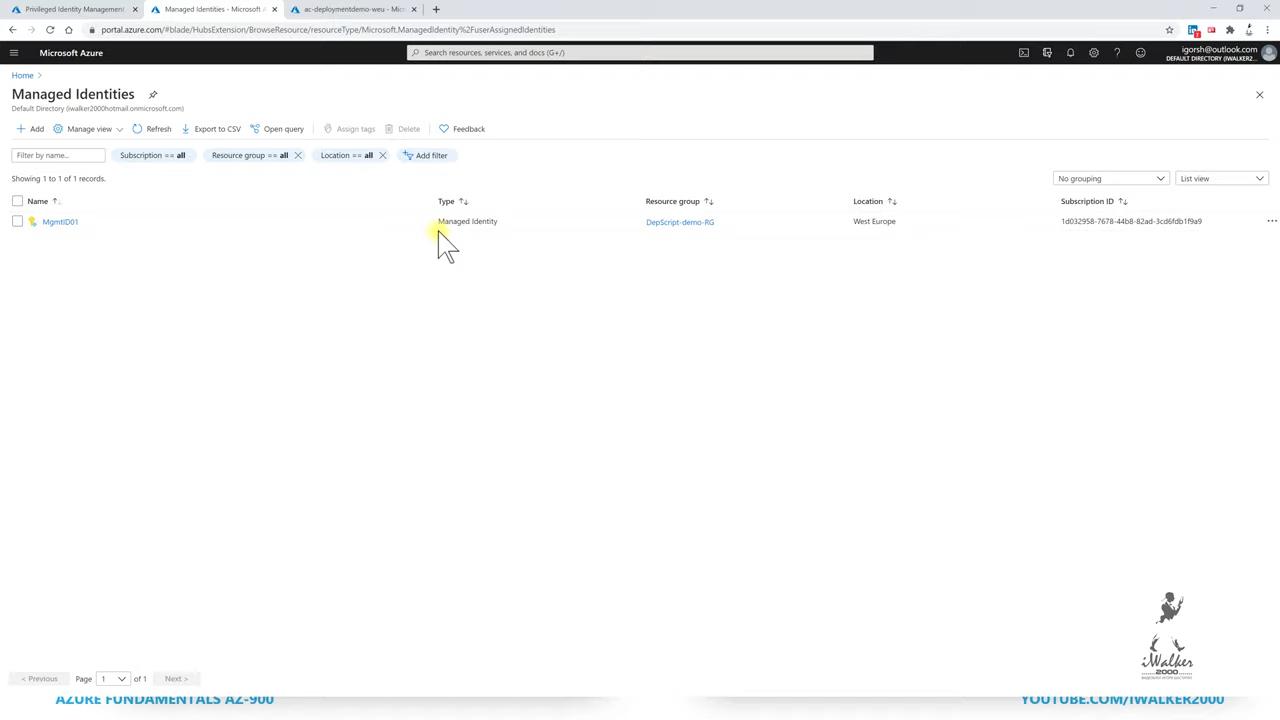 Privileged Identity Management
Managed Identities - Microsoft A
ac-deploymentdemo-weu - Micr
portal.azure.com/#blade/HubsExtension/BrowseResource/resourceType/Microsoft.ManagedIdentity%2FuserAssignedIdentities
Microsoft Azure
Search resources, services, and docs (G+/)
igorsh@outlook.com
DEFAULT DIRECTORY (IWALKER2...
Home >
Managed Identities
Default Directory (iwalker2000hotmail.onmicrosoft.com)
+ Add Manage view Refresh Export to CSV Open query Assign tags Delete Feedback
Filter by name... Subscription == all Resource group == all Location == all Add filter
Showing 1 to 1 of 1 records.
No grouping List view
Name Type Resource group Location Subscription ID
MgmtID01 Managed Identity DepScript-demo-RG West Europe 1d032958-7678-44b8-82ad-3cd6fdb1f9a9 ...
iWalker
2000
< Previous Page 1 of 1 Next >
AZURE FUNDAMENTALS AZ-900 YOUTUBE.COM/IWALKER2000